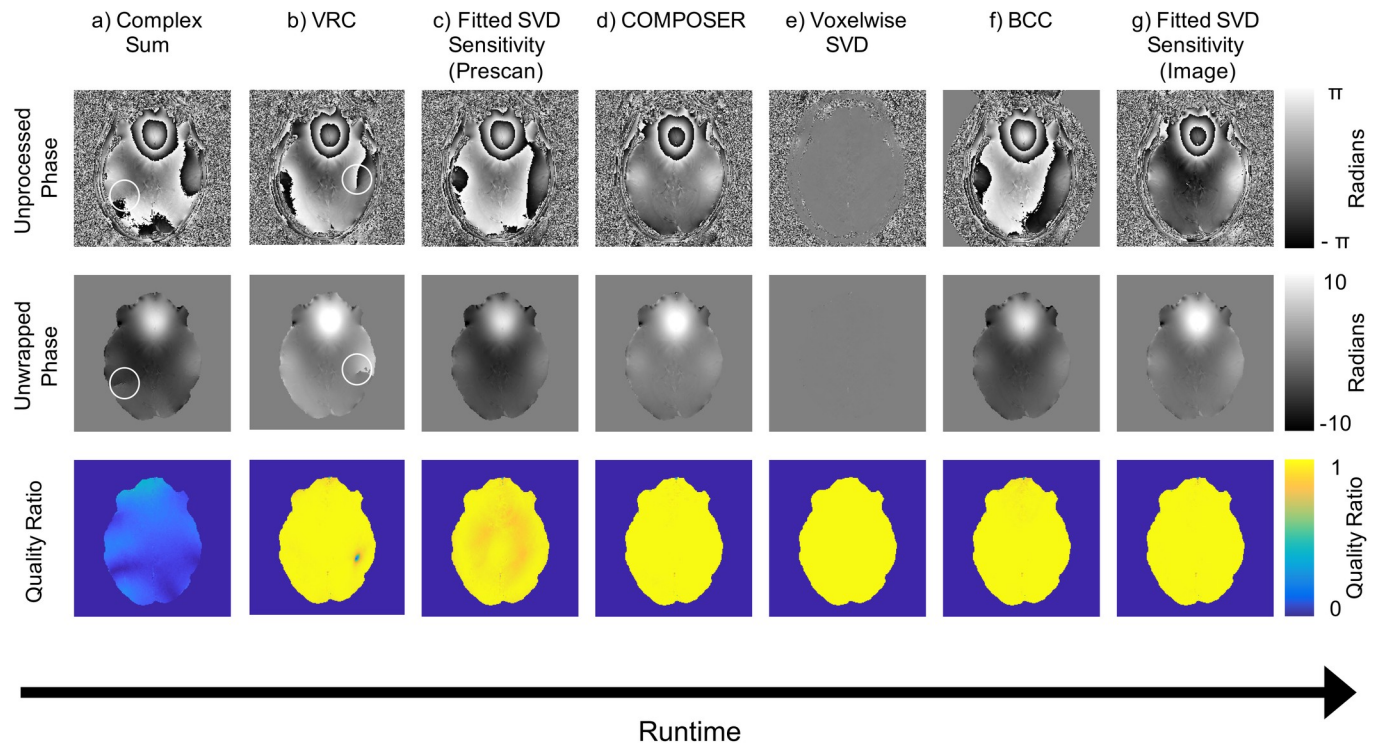 a) Complex
Sum
b) VRC
c) Fitted SVD
Sensitivity
(Prescan)
d) COMPOSER
e) Voxelwise
SVD
f) BCC
g) Fitted SVD
Sensitivity
(Image)
Unprocessed
Phase
π
Radians
- π
Unwrapped
Phase
10
Radians
-10
Quality Ratio
1
Quality Ratio
0
Runtime